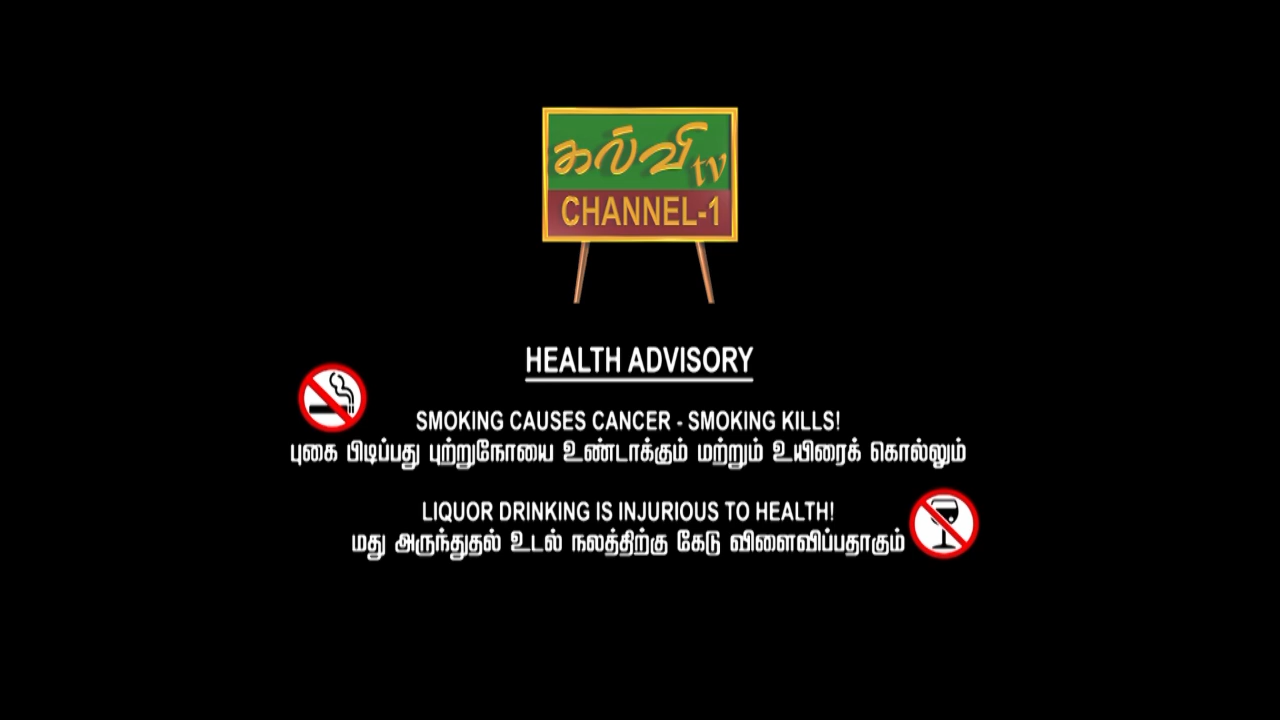 கல்வி tv
CHANNEL-1
HEALTH ADVISORY
SMOKING CAUSES CANCER - SMOKING KILLS!
புகை பிடிப்பது புற்றுநோயை உண்டாக்கும் மற்றும் உயிரைக் கொல்லும்
LIQUOR DRINKING IS INJURIOUS TO HEALTH!
மது அருந்துதல் உடல் நலத்திற்கு கேடு விளைவிப்பதாகும்